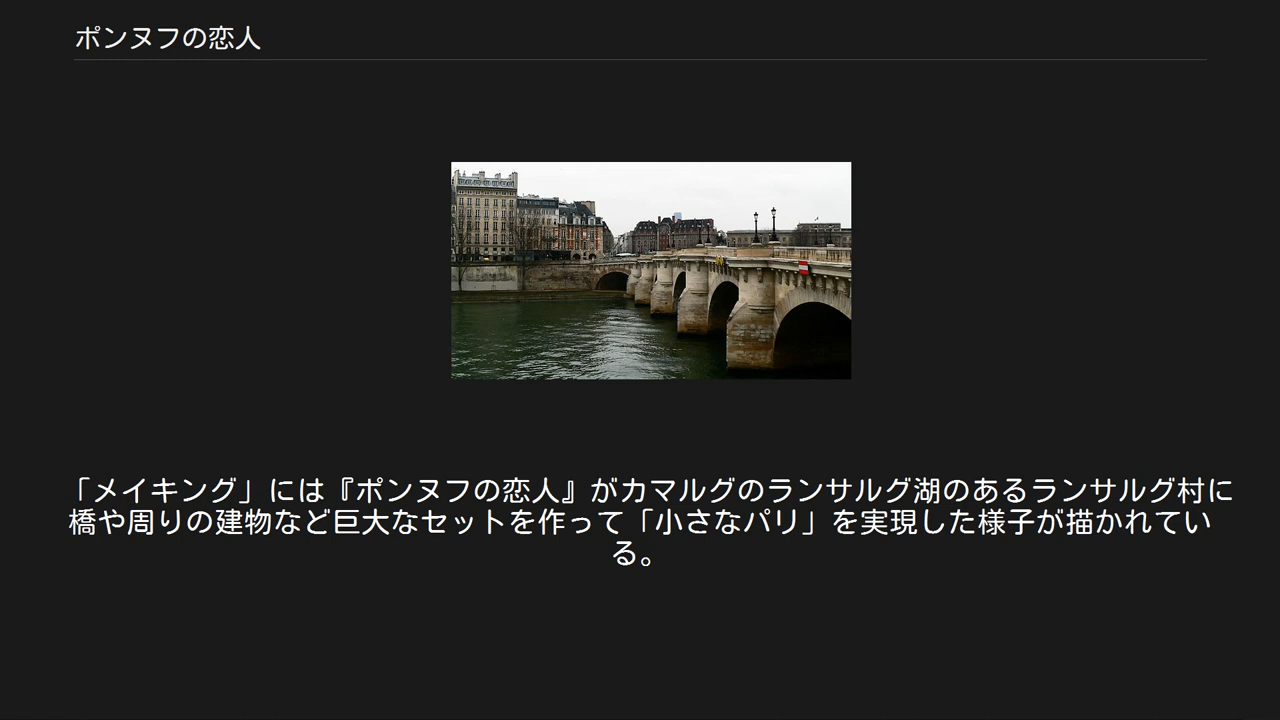 ポンヌフの恋人
「メイキング」には『ポンヌフの恋人』がカマルグのランサルグ湖のあるランサルグ村に
橋や周りの建物など巨大なセットを作って「小さなパリ」を実現した様子が描かれてい
る。